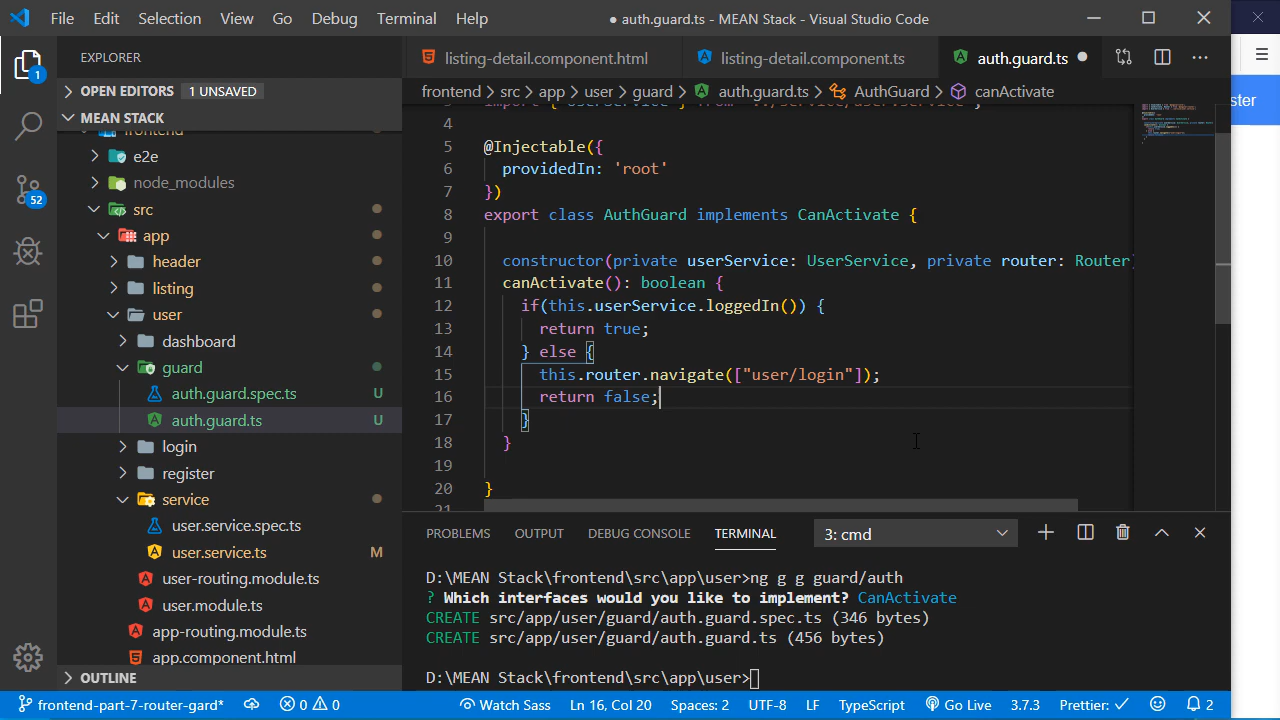 File Edit Selection View Go Debug Terminal Help
● auth.guard.ts - MEAN Stack - Visual Studio Code
EXPLORER
listing-detail.component.html listing-detail.component.ts auth.guard.ts
OPEN EDITORS 1 UNSAVED
frontend > src > app > user > guard > auth.guard.ts > AuthGuard > canActivate
MEAN STACK
frontend
e2e
node_modules
src
app
header
listing
user
dashboard
guard
auth.guard.spec.ts U
auth.guard.ts U
login
register
service
user.service.spec.ts
user.service.ts M
user-routing.module.ts
user.module.ts
app-routing.module.ts
app.component.html
OUTLINE
1
52
4
5 @Injectable({
6 providedIn: 'root'
7 })
8 export class AuthGuard implements CanActivate {
9
10 constructor(private userService: UserService, private router: Router)
11 canActivate(): boolean {
12 if(this.userService.loggedIn()) {
13 return true;
14 } else {
15 this.router.navigate(["user/login"]);
16 return false;
17 }
18 }
19
20 }
21
PROBLEMS OUTPUT DEBUG CONSOLE TERMINAL 3: cmd
D:\MEAN Stack\frontend\src\app\user>ng g g guard/auth
? Which interfaces would you like to implement? CanActivate
CREATE src/app/user/guard/auth.guard.spec.ts (346 bytes)
CREATE src/app/user/guard/auth.guard.ts (456 bytes)
D:\MEAN Stack\frontend\src\app\user>
frontend-part-7-router-gard* 0 0 Watch Sass Ln 16, Col 20 Spaces: 2 UTF-8 LF TypeScript Go Live 3.7.3 Prettier: ✓ 2